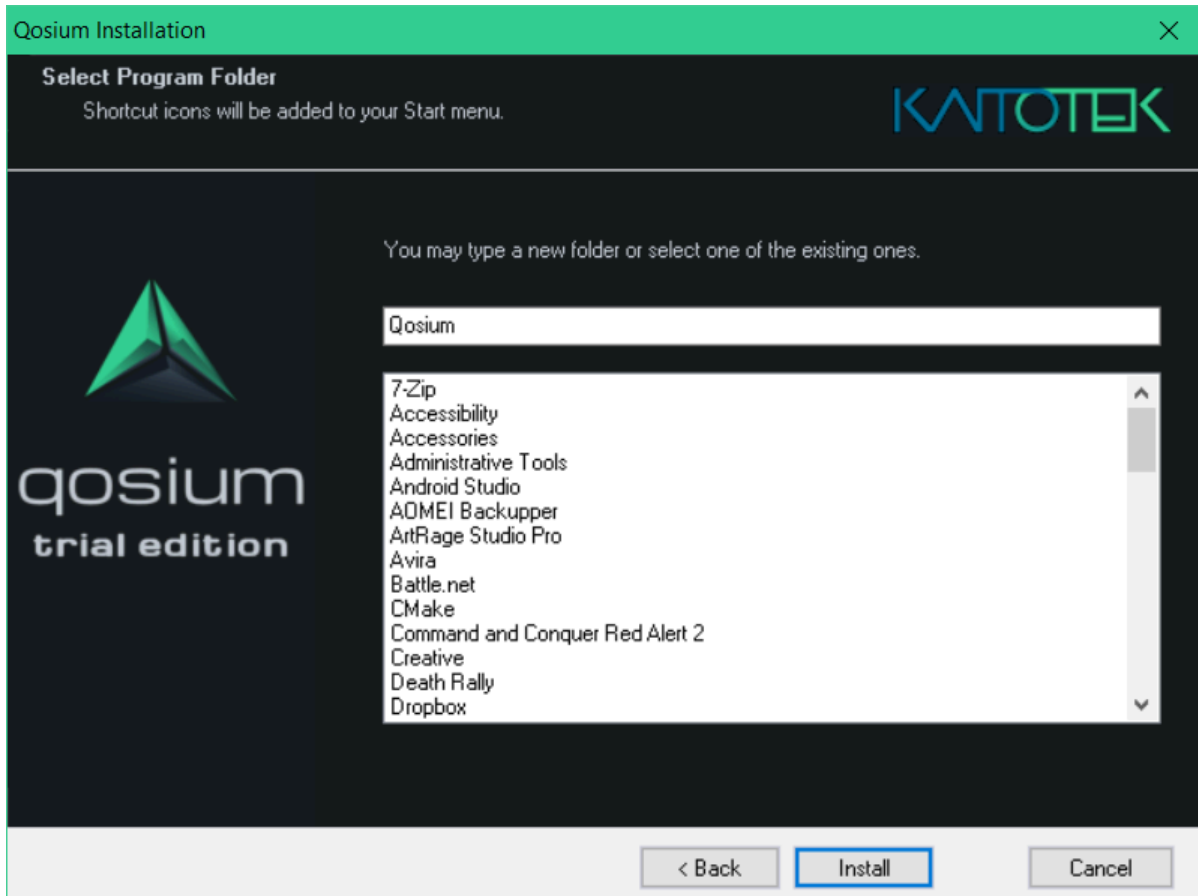 Qosium Installation
Select Program Folder
Shortcut icons will be added to your Start menu.
KAITOTEK
You may type a new folder or select one of the existing ones.
Qosium
7-Zip
Accessibility
Accessories
Administrative Tools
Android Studio
AOMEI Backupper
ArtRage Studio Pro
Avira
Battle.net
CMake
Command and Conquer Red Alert 2
Creative
Death Rally
Dropbox
qosium
trial edition
< Back
Install
Cancel